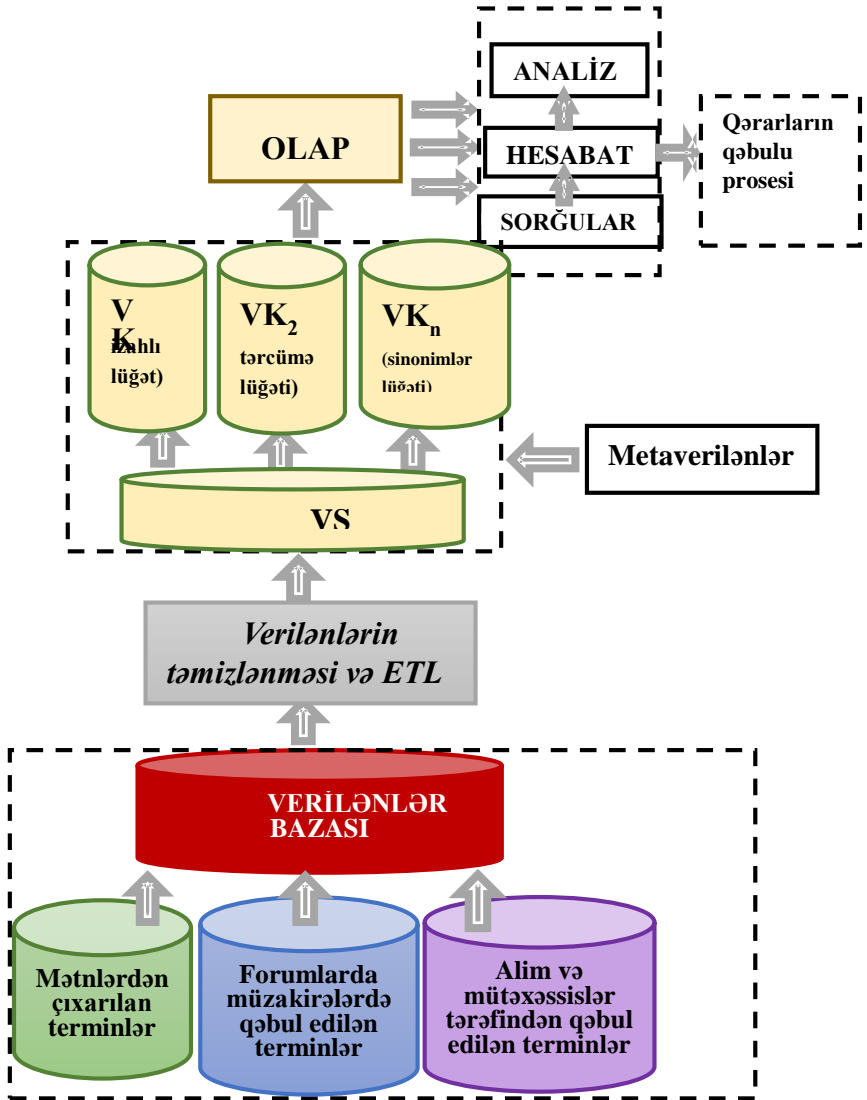 ANALİZ
OLAP
HESABAT
SORĞULAR
Qərarların
qəbulu
prosesi
V
K
izahlı
lüğət)
VK2
tərcümə
lüğəti)
VKn
(sinonimlər
lüğəti)
Metaverilənlər
VS
Verilənlərin
təmizlənməsi və ETL
VERİLƏNLƏR
BAZASI
Mətnlərdən
çıxarılan
terminlər
Forumlarda
müzakirələrdə
qəbul edilən
terminlər
Alim və
mütəxəssislər
tərəfindən qəbul
edilən terminlər